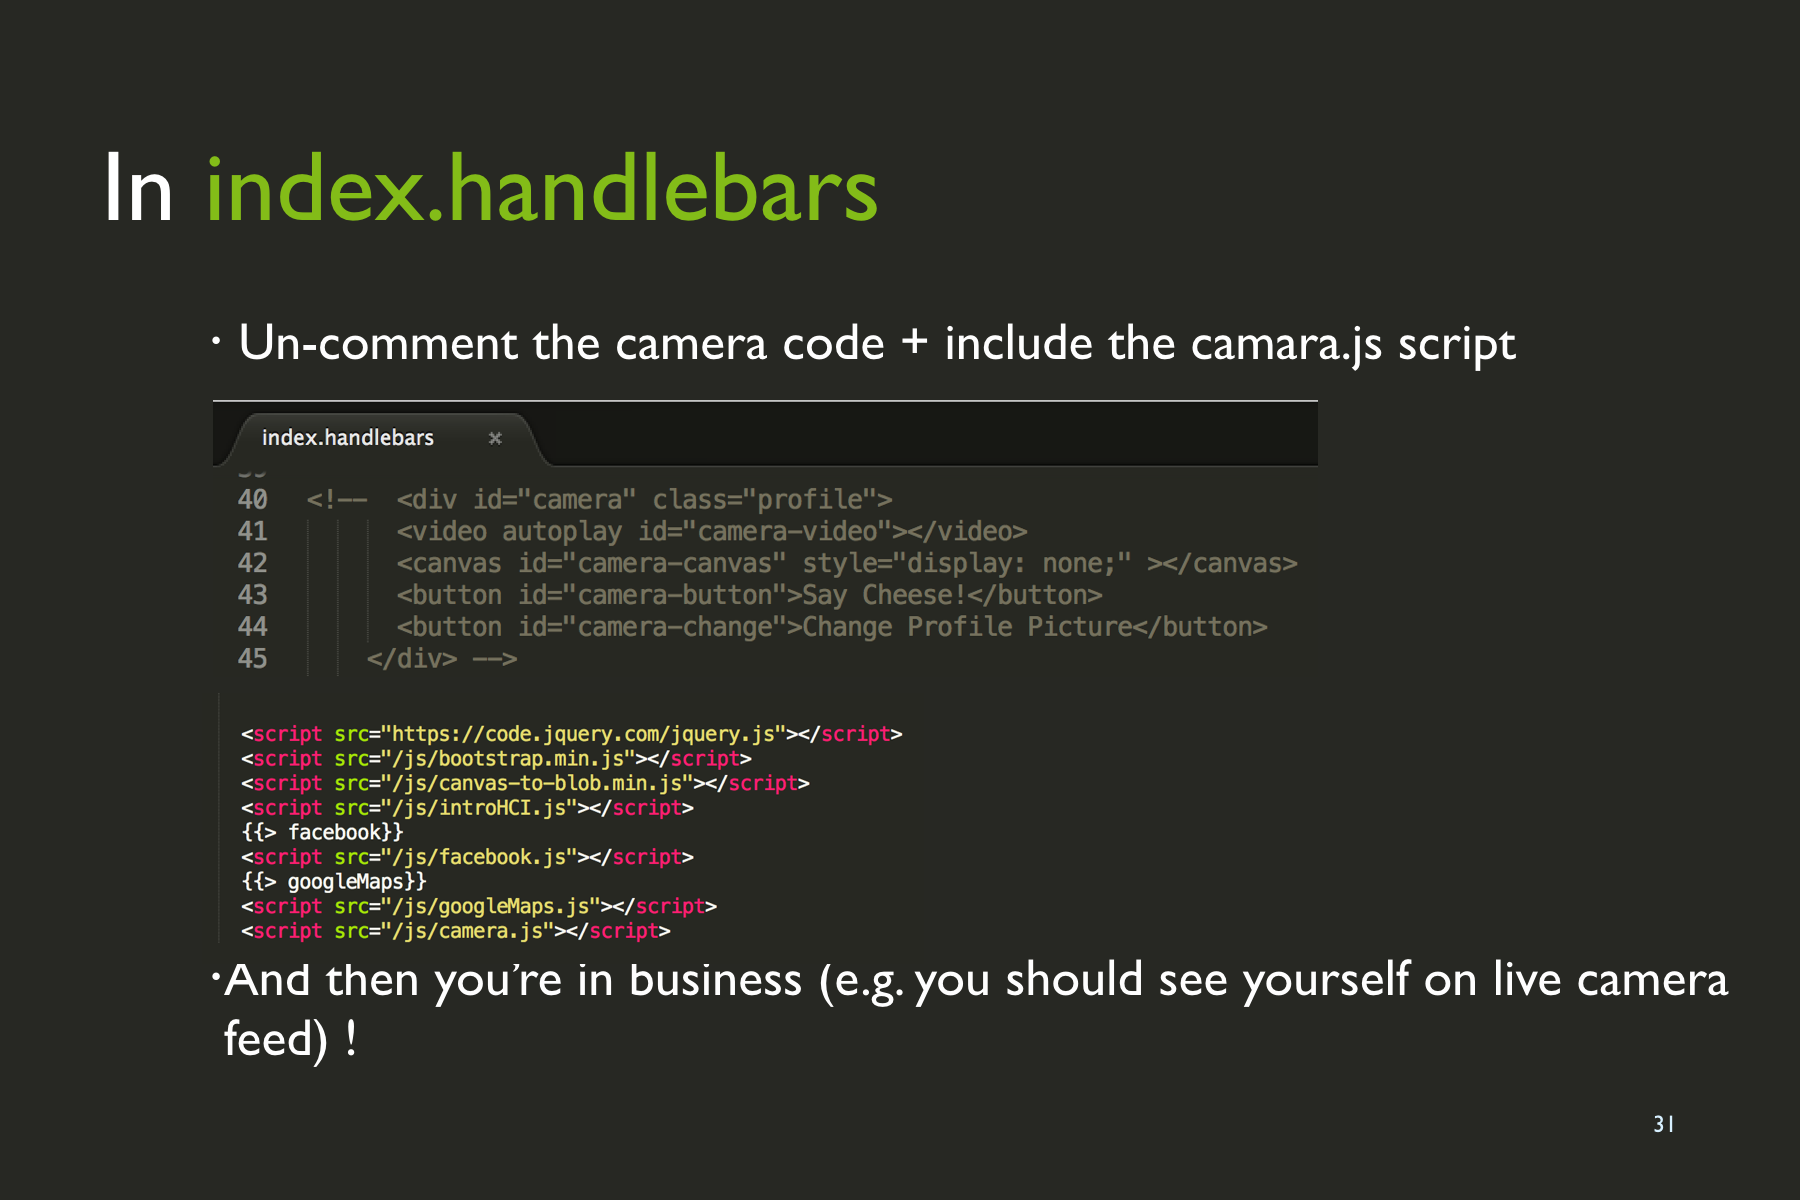 In index.handlebars
· Un-comment the camera code + include the camara.js script
index.handlebars ×
40 <!-- <div id="camera" class="profile">
41 <video autoplay id="camera-video"></video>
42 <canvas id="camera-canvas" style="display: none;" ></canvas>
43 <button id="camera-button">Say Cheese!</button>
44 <button id="camera-change">Change Profile Picture</button>
45 </div> -->
<script src="https://code.jquery.com/jquery.js"></script>
<script src="/js/bootstrap.min.js"></script>
<script src="/js/canvas-to-blob.min.js"></script>
<script src="/js/introHCI.js"></script>
{{> facebook}}
<script src="/js/facebook.js"></script>
{{> googleMaps}}
<script src="/js/googleMaps.js"></script>
<script src="/js/camera.js"></script>
·And then you’re in business (e.g. you should see yourself on live camera
feed) !
31